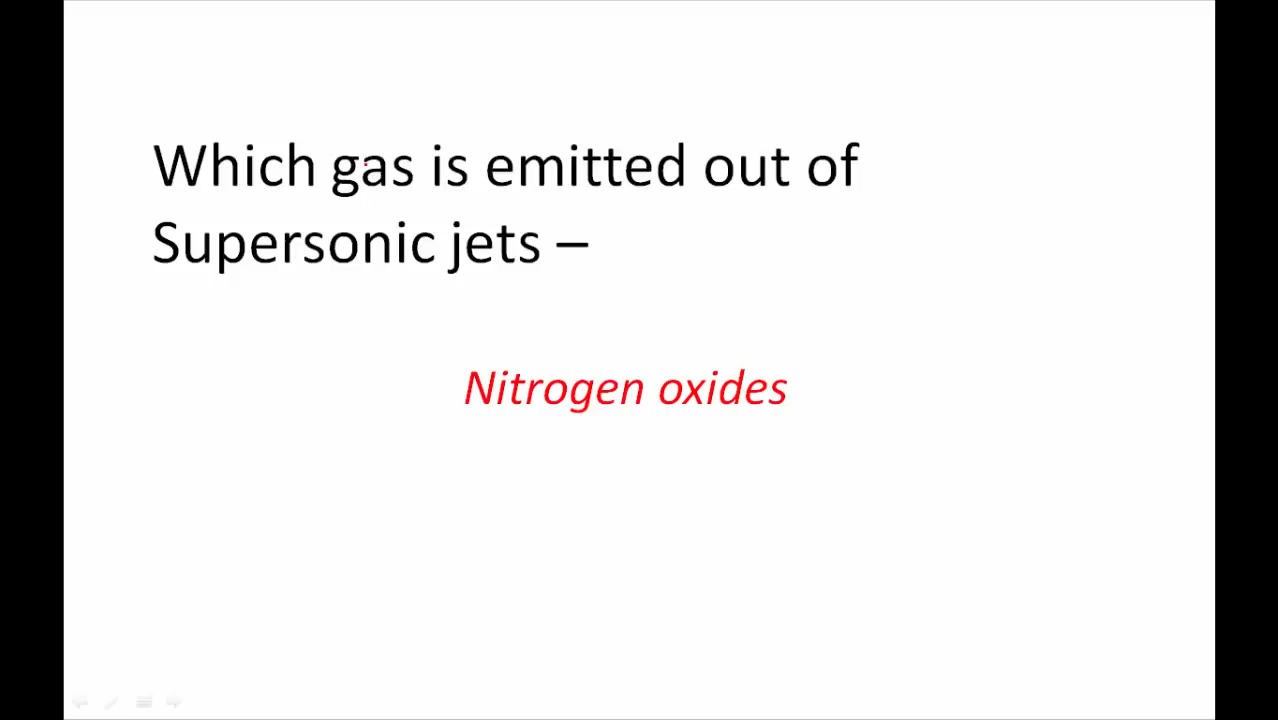 Which gas is emitted out of
Supersonic jets –
Nitrogen oxides